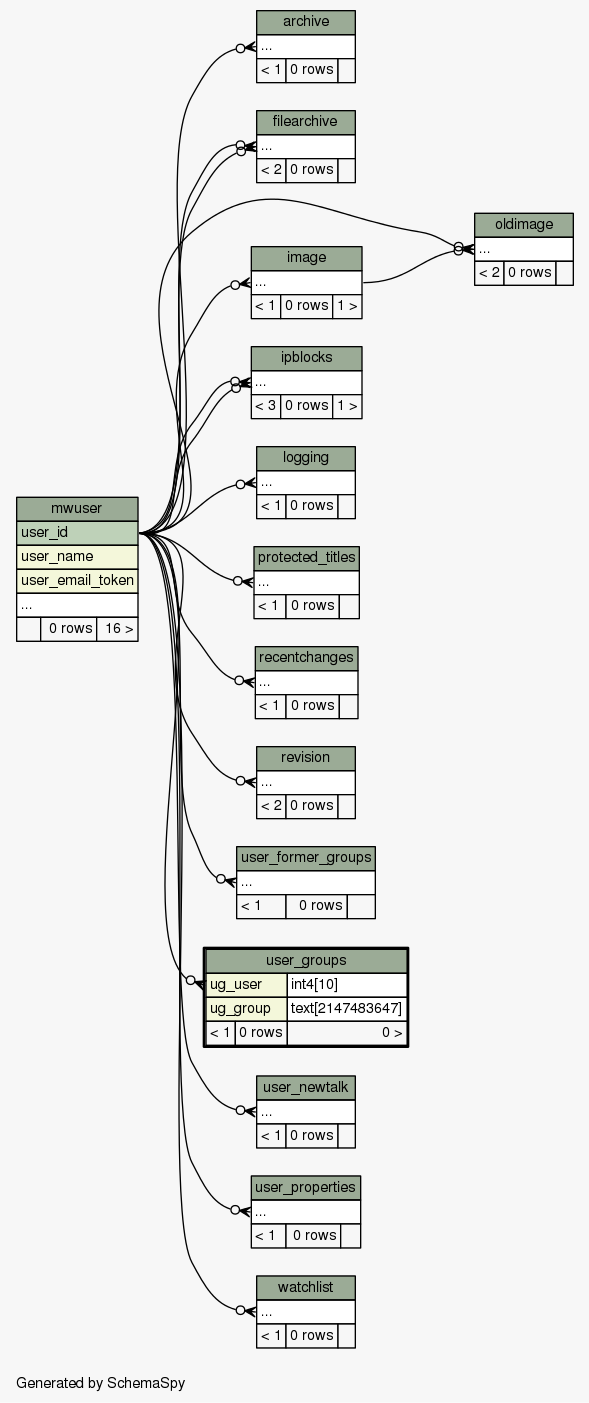 archive
...
< 1 0 rows
filearchive
...
< 2 0 rows
oldimage
...
< 2 0 rows
image
...
< 1 0 rows 1 >
ipblocks
...
< 3 0 rows 1 >
logging
...
< 1 0 rows
mwuser
user_id
user_name
user_email_token
...
0 rows 16 >
protected_titles
...
< 1 0 rows
recentchanges
...
< 1 0 rows
revision
...
< 2 0 rows
user_former_groups
...
< 1 0 rows
user_groups
ug_user int4[10]
ug_group text[2147483647]
< 1 0 rows 0 >
user_newtalk
...
< 1 0 rows
user_properties
...
< 1 0 rows
watchlist
...
< 1 0 rows
Generated by SchemaSpy